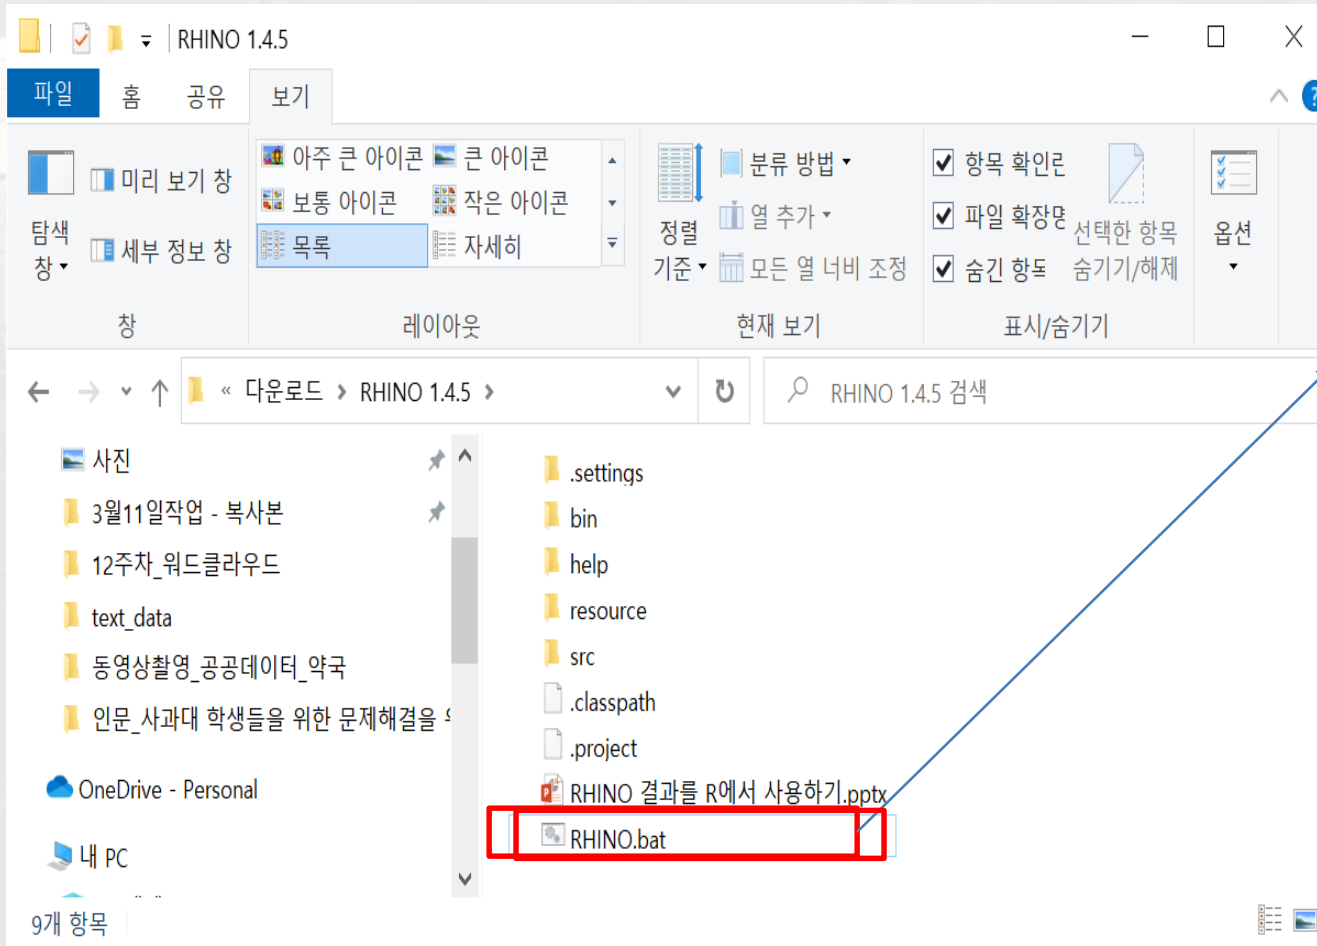 RHINO 1.4.5
파일 홈 공유 보기
아주 큰 아이콘 큰 아이콘
보통 아이콘 작은 아이콘
목록 자세히
미리 보기 창
세부 정보 창
탐색
창
정렬
기준
분류 방법
열 추가
모든 열 너비 조정
항목 확인란
파일 확장명
숨긴 항목
선택한 항목
숨기기/해제
옵션
창 레이아웃 현재 보기 표시/숨기기
« 다운로드 > RHINO 1.4.5 >
RHINO 1.4.5 검색
사진
3월11일작업 - 복사본
12주차_워드클라우드
text_data
동영상촬영_공공데이터_약국
인문_사과대 학생들을 위한 문제해결을
OneDrive - Personal
내 PC
.settings
bin
help
resource
src
.classpath
.project
RHINO 결과를 R에서 사용하기.pptx
RHINO.bat
9개 항목